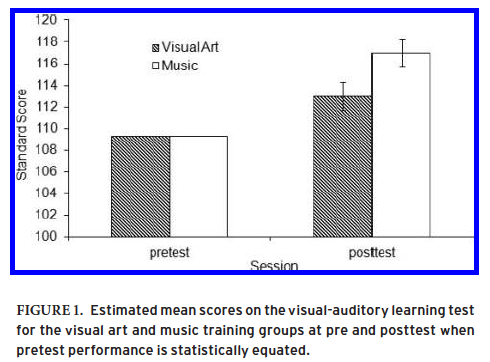 120
118
116
114
112
110
108
106
104
102
100
Standard Score
Visual Art
Music
pretest
posttest
Session
FIGURE 1. Estimated mean scores on the visual-auditory learning test
for the visual art and music training groups at pre and posttest when
pretest performance is statistically equated.